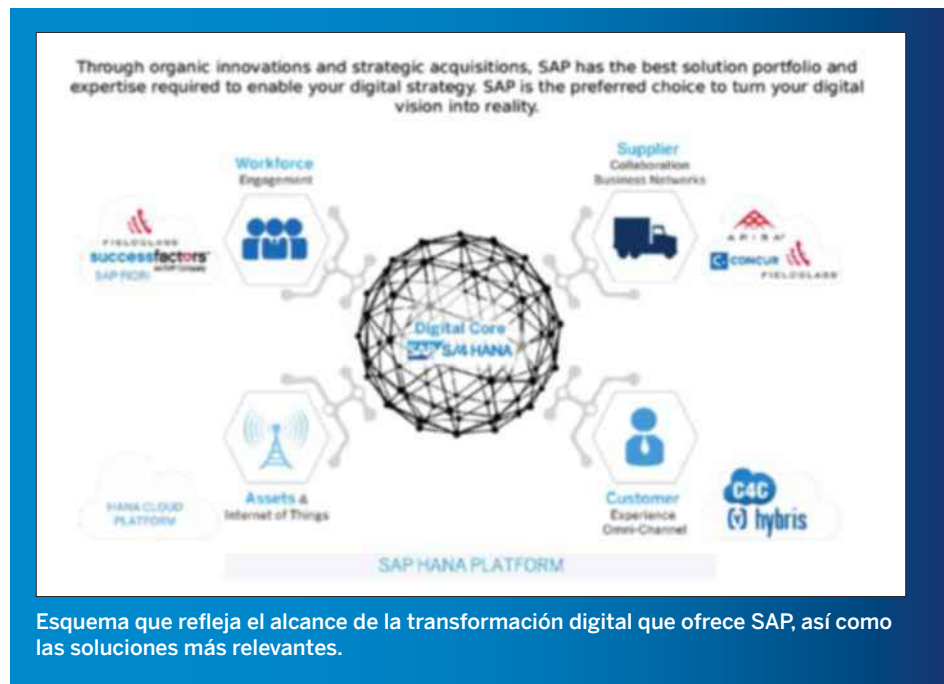 Through organic innovations and strategic acquisitions, SAP has the best solution portfolio and
expertise required to enable your digital strategy. SAP is the preferred choice to turn your digital
vision into reality.
Workforce
Engagement
Supplier
Collaboration
Business Networks
FIELDGLASS
successfactors™
an SAP Company
SAP FIORI
ARIBA
CONCUR
FIELDGLASS
Digital Core
SAP S/4 HANA
HANA CLOUD
PLATFORM
Assets &
Internet of Things
Customer
Experience
Omni-Channel
C4C
(y) hybris
SAP HANA PLATFORM
Esquema que refleja el alcance de la transformación digital que ofrece SAP, así como
las soluciones más relevantes.